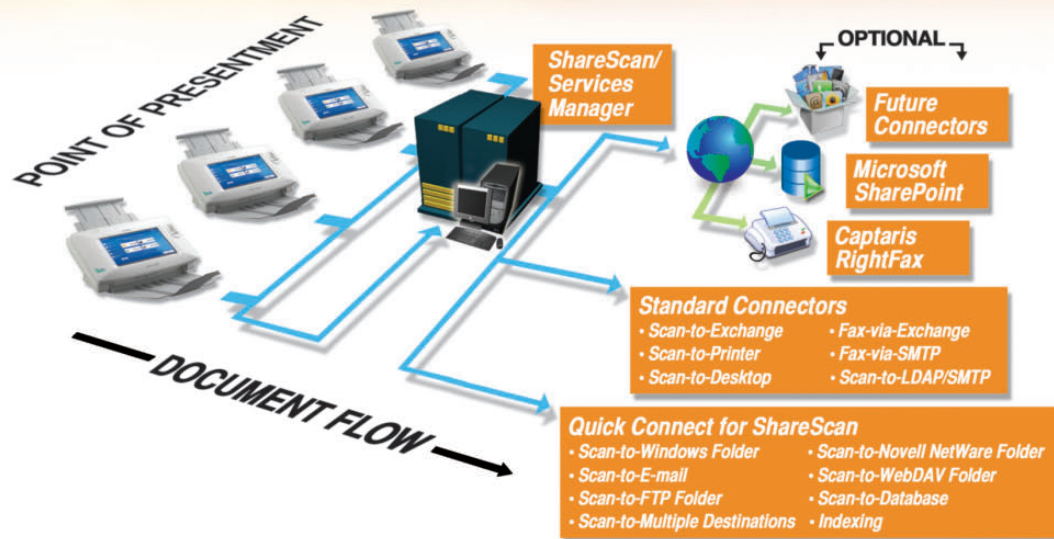 POINT OF PRESENTMENT
DOCUMENT FLOW
ShareScan/
Services
Manager
OPTIONAL
Future
Connectors
Microsoft
SharePoint
Captaris
RightFax
Standard Connectors
• Scan-to-Exchange
• Scan-to-Printer
• Scan-to-Desktop
• Fax-via-Exchange
• Fax-via-SMTP
• Scan-to-LDAP/SMTP
Quick Connect for ShareScan
• Scan-to-Windows Folder
• Scan-to-E-mail
• Scan-to-FTP Folder
• Scan-to-Multiple Destinations
• Scan-to-Novell NetWare Folder
• Scan-to-WebDAV Folder
• Scan-to-Database
• Indexing